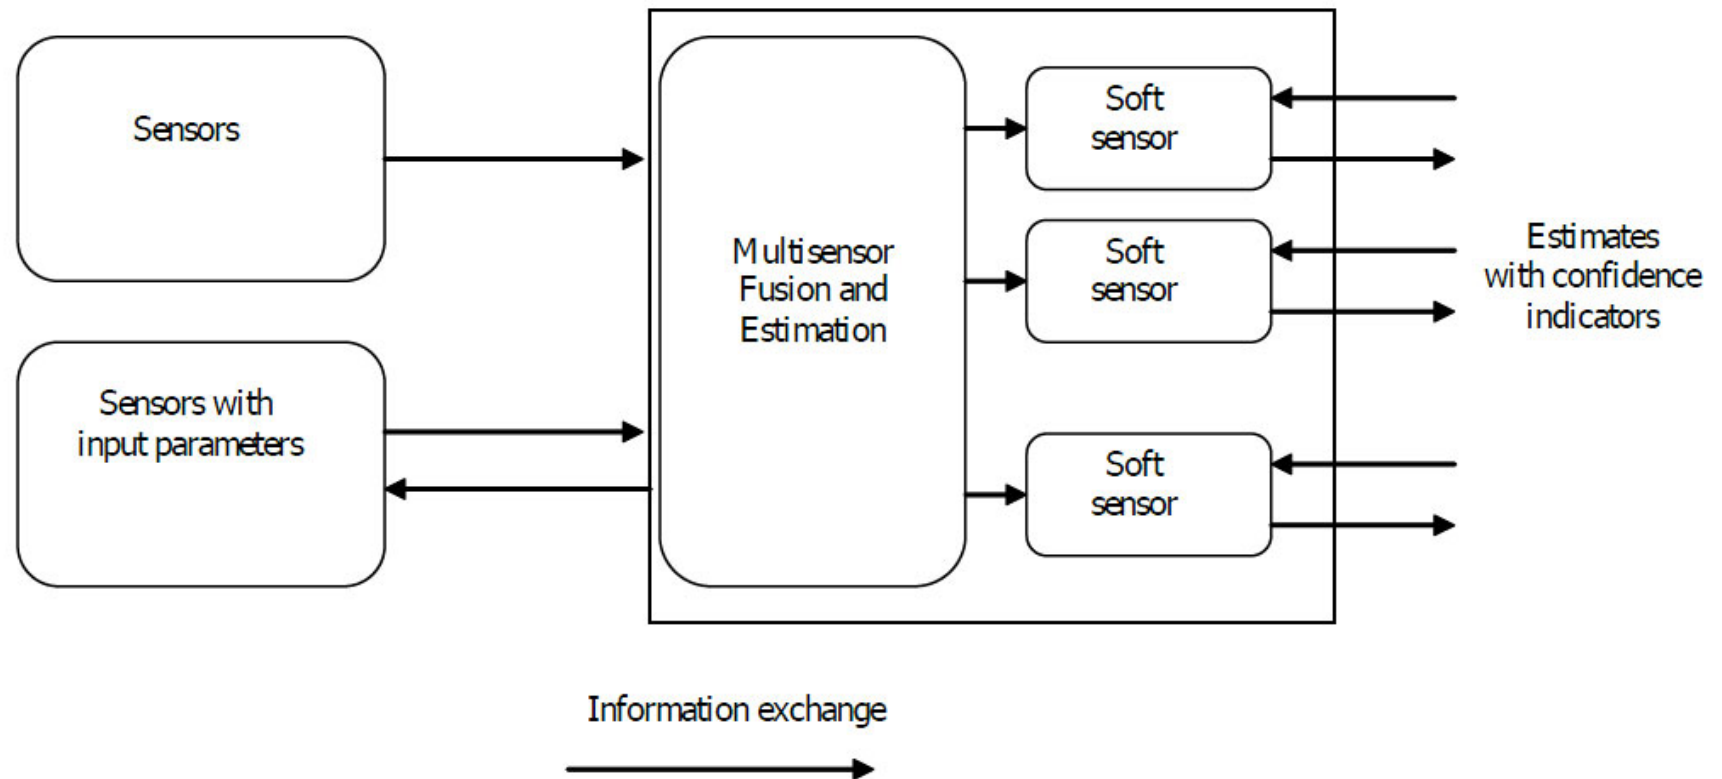 Sensors
Sensors with
input parameters
Multisensor
Fusion and
Estimation
Soft
sensor
Soft
sensor
Soft
sensor
Estimates
with confidence
indicators
Information exchange